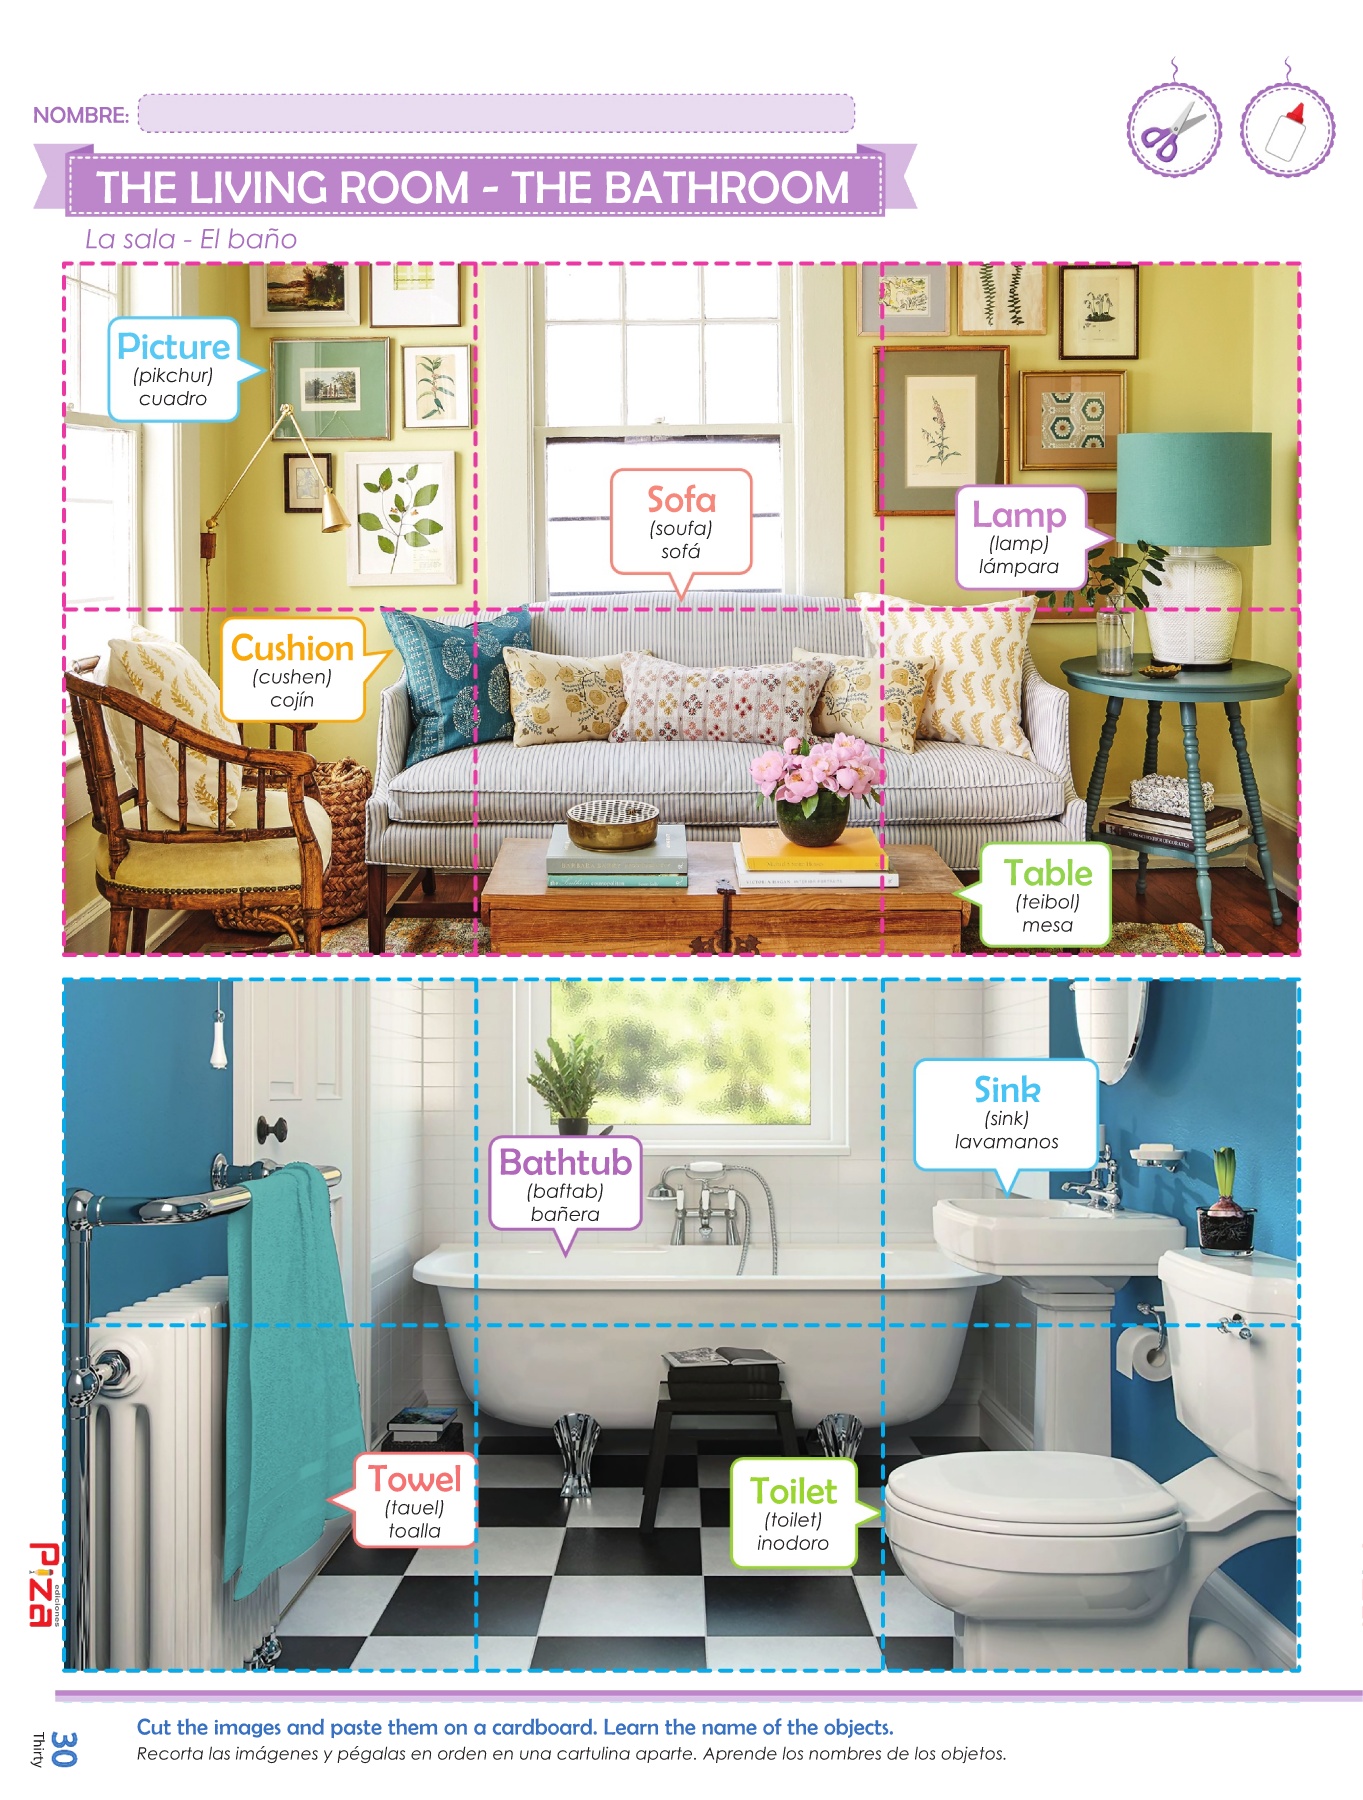 NOMBRE:
THE LIVING ROOM - THE BATHROOM
La sala - El baño
Picture
(pikchur)
cuadro
Sofa
(soufa)
sofá
Lamp
(lamp)
lámpara
Cushion
(cushen)
cojín
Table
(teibol)
mesa
Sink
(sink)
lavamanos
Bathtub
(baftab)
bañera
Towel
(tauel)
toalla
Toilet
(toilet)
inodoro
Piza
ediciones
30
Thirty
Cut the images and paste them on a cardboard. Learn the name of the objects.
Recorta las imágenes y pégalas en orden en una cartulina aparte. Aprende los nombres de los objetos.